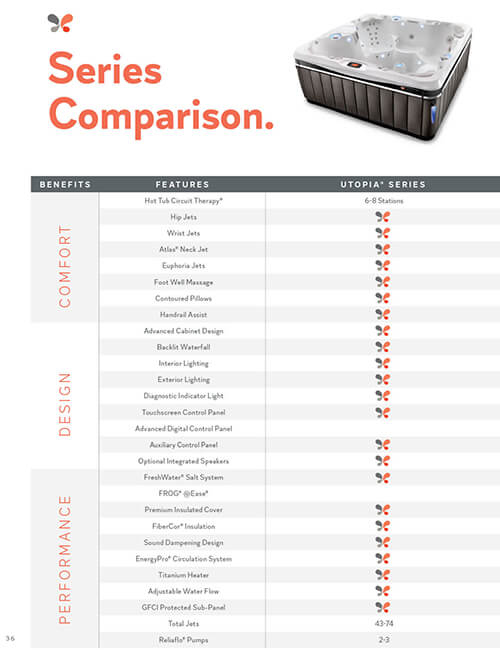 Series
Comparison.
BENEFITS FEATURES UTOPIA® SERIES
COMFORT
Hot Tub Circuit Therapy® 6-8 Stations
Hip Jets
Wrist Jets
Atlas® Neck Jet
Euphoria Jets
Foot Well Massage
Contoured Pillows
Handrail Assist
DESIGN
Advanced Cabinet Design
Backlit Waterfall
Interior Lighting
Exterior Lighting
Diagnostic Indicator Light
Touchscreen Control Panel
Advanced Digital Control Panel
Auxiliary Control Panel
Optional Integrated Speakers
PERFORMANCE
FreshWater® Salt System
FROG® @Ease®
Premium Insulated Cover
FiberCor® Insulation
Sound Dampening Design
EnergyPro® Circulation System
Titanium Heater
Adjustable Water Flow
GFCI Protected Sub-Panel
Total Jets 43-74
Reliaflo® Pumps 2-3
36